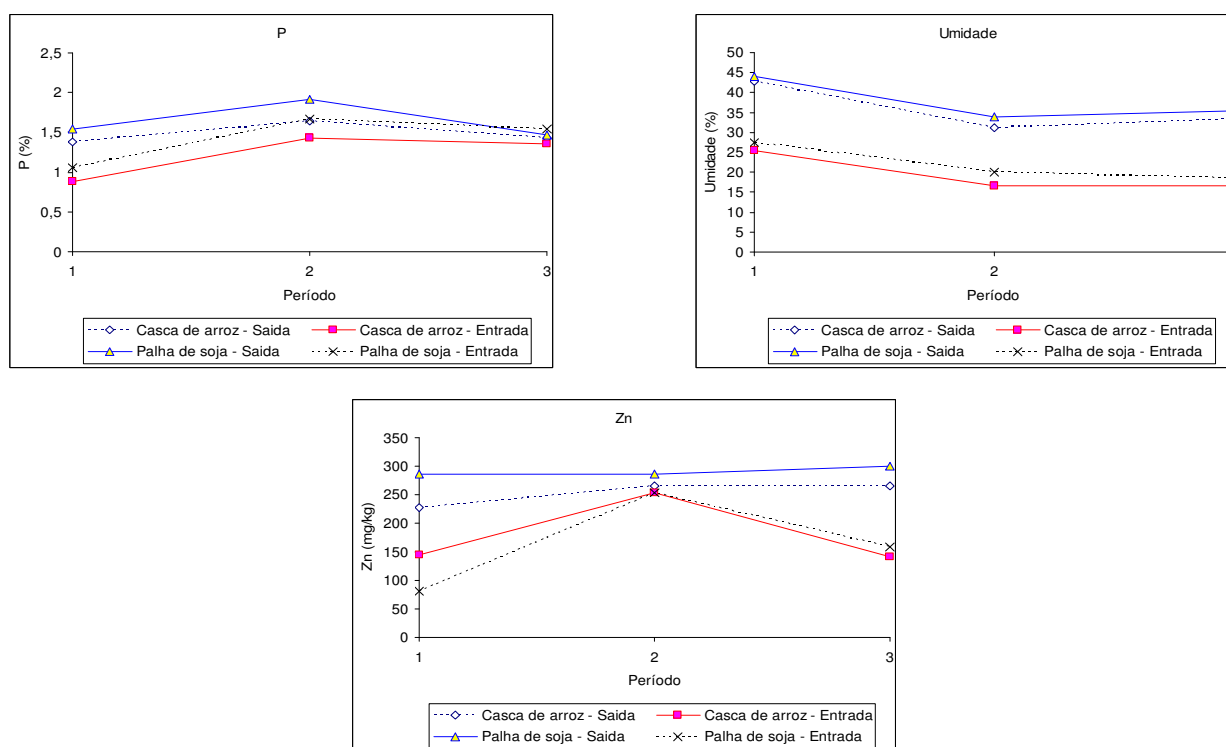 P
2,5
2
1,5
1
0,5
0
P (%)
1 2 3
Período
Casca de arroz - Saida Casca de arroz - Entrada
Palha de soja - Saida Palha de soja - Entrada
Umidade
50
45
40
35
30
25
20
15
10
5
0
Umidade (%)
1 2
Período
Casca de arroz - Saida Casca de arroz - Entrada
Palha de soja - Saida Palha de soja - Entrada
Zn
350
300
250
200
150
100
50
0
Zn (mg/kg)
1 2 3
Período
Casca de arroz - Saida Casca de arroz - Entrada
Palha de soja - Saida Palha de soja - Entrada